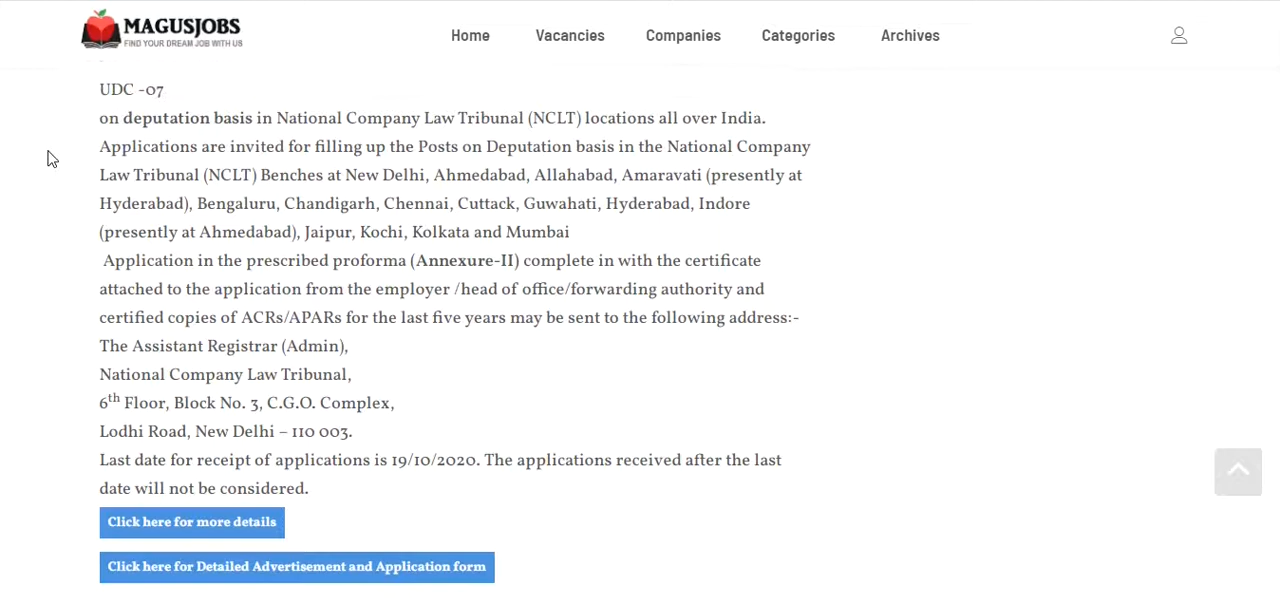 MAGUSJOBS
FIND YOUR DREAM JOB WITH US
Home Vacancies Companies Categories Archives
UDC -07
on deputation basis in National Company Law Tribunal (NCLT) locations all over India.
Applications are invited for filling up the Posts on Deputation basis in the National Company
Law Tribunal (NCLT) Benches at New Delhi, Ahmedabad, Allahabad, Amaravati (presently at
Hyderabad), Bengaluru, Chandigarh, Chennai, Cuttack, Guwahati, Hyderabad, Indore
(presently at Ahmedabad), Jaipur, Kochi, Kolkata and Mumbai
Application in the prescribed proforma (Annexure-II) complete in with the certificate
attached to the application from the employer /head of office/forwarding authority and
certified copies of ACRs/APARs for the last five years may be sent to the following address:-
The Assistant Registrar (Admin),
National Company Law Tribunal,
6th Floor, Block No. 3, C.G.O. Complex,
Lodhi Road, New Delhi – 110 003.
Last date for receipt of applications is 19/10/2020. The applications received after the last
date will not be considered.
Click here for more details
Click here for Detailed Advertisement and Application form